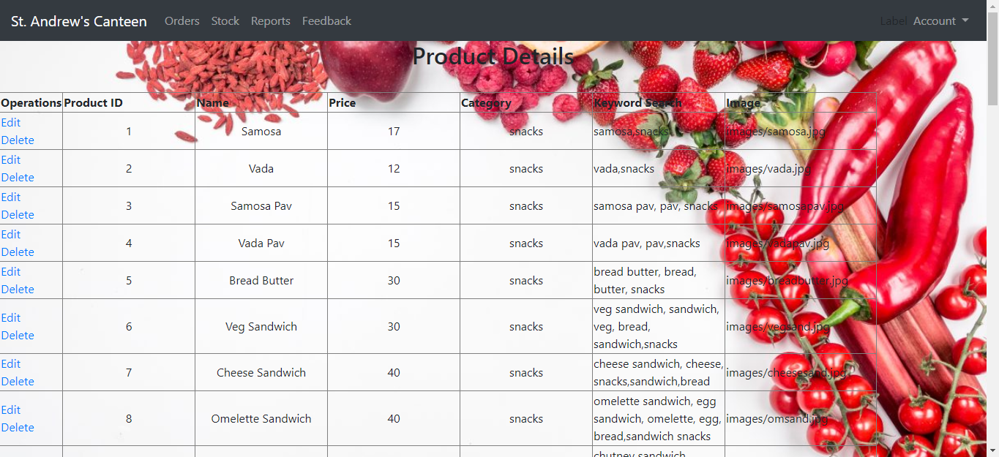 St. Andrew's Canteen Orders Stock Reports Feedback Label Account
Product Details
Operations Product ID Name Price Category Keyword Search Image
Edit
Delete 1 Samosa 17 snacks samosa,snacks images/samosa.jpg
Edit
Delete 2 Vada 12 snacks vada,snacks images/vada.jpg
Edit
Delete 3 Samosa Pav 15 snacks samosa pav, pav, snacks images/samosapav.jpg
Edit
Delete 4 Vada Pav 15 snacks vada pav, pav,snacks images/vadapav.jpg
Edit
Delete 5 Bread Butter 30 snacks bread butter, bread,
butter, snacks images/breadbutter.jpg
Edit
Delete 6 Veg Sandwich 30 snacks veg sandwich, sandwich,
veg, bread,
sandwich,snacks images/vegsand.jpg
Edit
Delete 7 Cheese Sandwich 40 snacks cheese sandwich, cheese,
snacks,sandwich,bread images/cheesesand.jpg
Edit
Delete 8 Omelette Sandwich 40 snacks omelette sandwich, egg
sandwich, omelette, egg,
bread,sandwich snacks images/omsand.jpg
chutney sandwich,